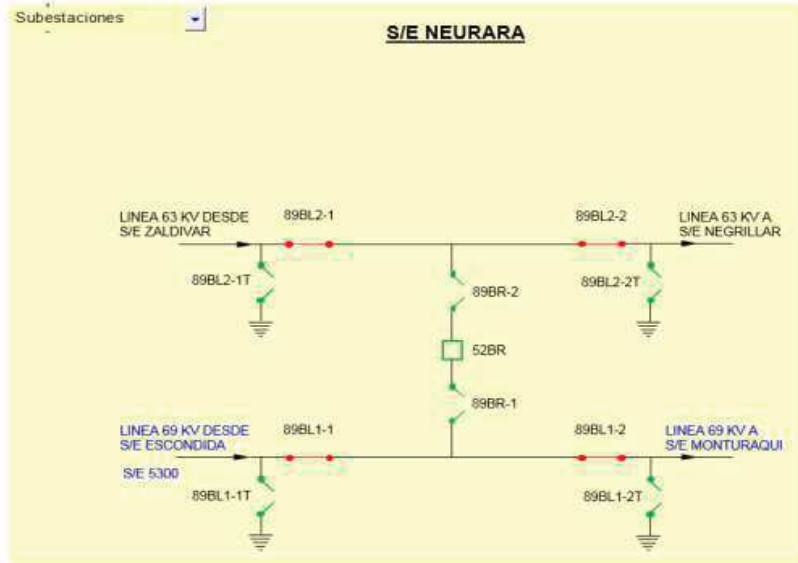 Subestaciones
S/E NEURARA
LINEA 63 KV DESDE
S/E ZALDIVAR
89BL2-1
89BL2-2
LINEA 63 KV A
S/E NEGRILLAR
89BL2-1T
89BR-2
89BL2-2T
52BR
89BR-1
LINEA 69 KV DESDE
S/E ESCONDIDA
89BL1-1
89BL1-2
LINEA 69 KV A
S/E MONTURAQUI
S/E 5300
89BL1-1T
89BL1-2T